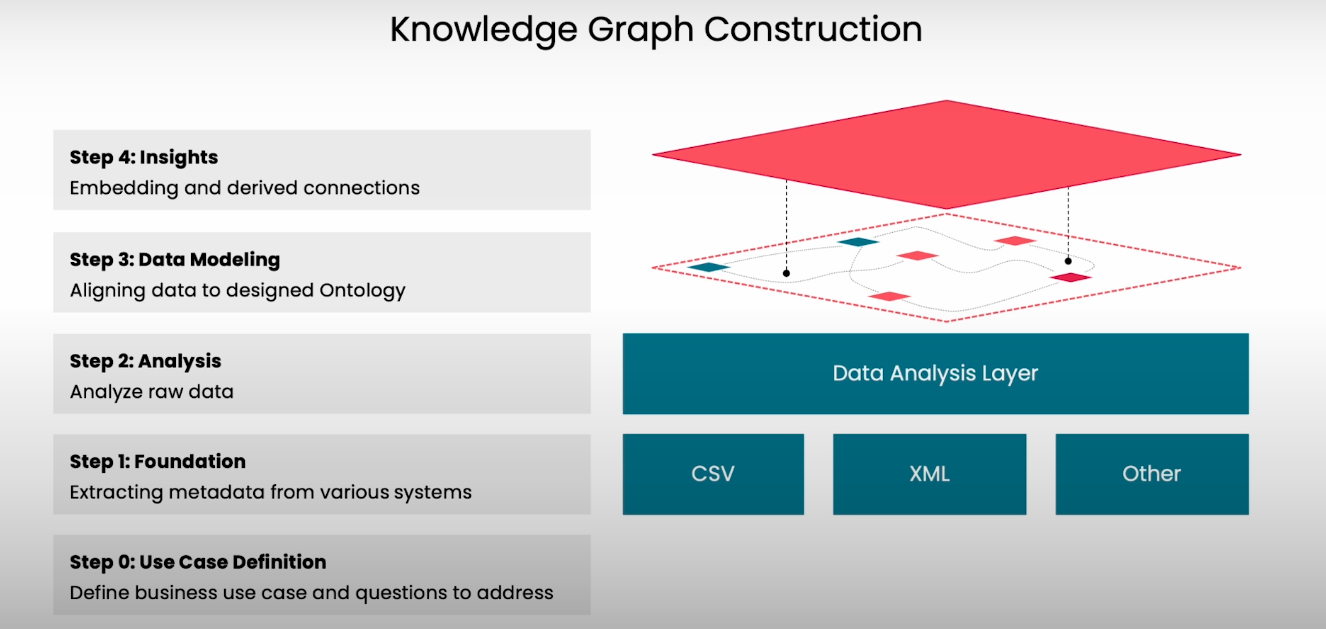 Knowledge Graph Construction
Step 4: Insights
Embedding and derived connections
Step 3: Data Modeling
Aligning data to designed Ontology
Step 2: Analysis
Analyze raw data
Data Analysis Layer
Step 1: Foundation
Extracting metadata from various systems
CSV
XML
Other
Step 0: Use Case Definition
Define business use case and questions to address